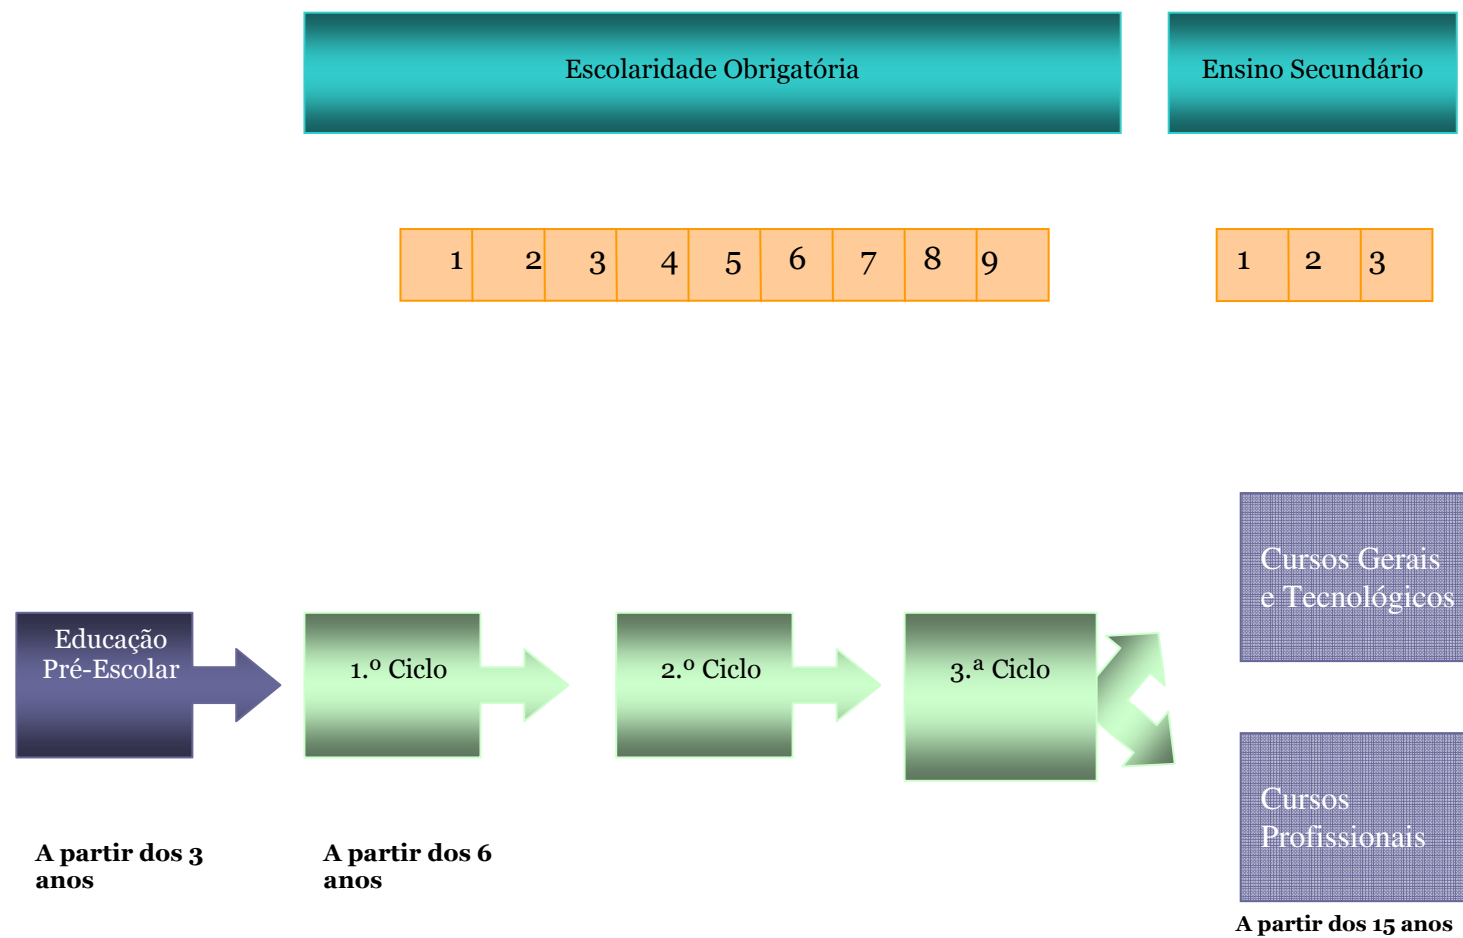 Escolaridade Obrigatória
Ensino Secundário
1 2 3 4 5 6 7 8 9
1 2 3
Cursos Gerais
e Tecnológicos
Educação
Pré-Escolar
1.º Ciclo
2.º Ciclo
3.ª Ciclo
Cursos
Profissionais
A partir dos 3
anos
A partir dos 6
anos
A partir dos 15 anos